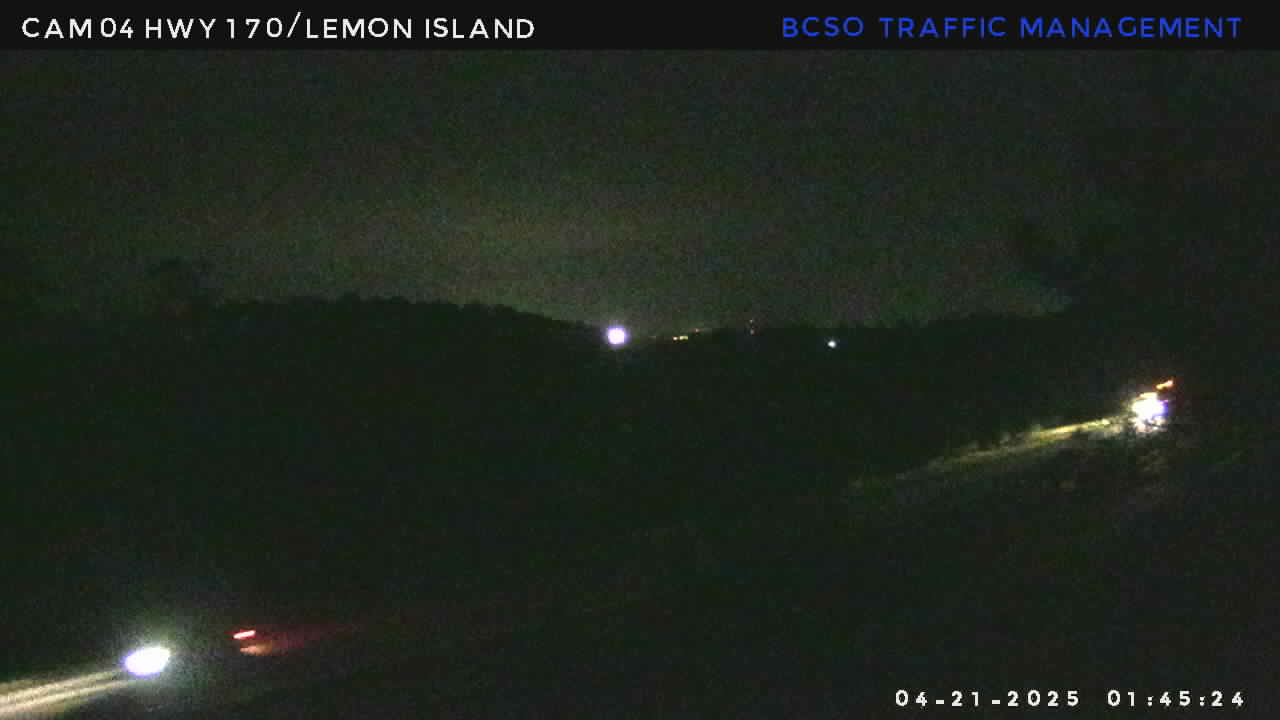 CAM04 HWY 170/LEMON ISLAND
BCSO TRAFFIC MANAGEMENT
04-21-2025 01:45:24